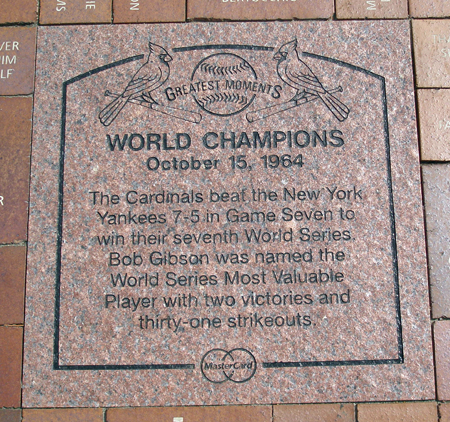 GREATEST MOMENTS
WORLD CHAMPIONS
October 15, 1964
The Cardinals beat the New York
Yankees 7-5 in Game Seven to
win their seventh World Series.
Bob Gibson was named the
World Series Most Valuable
Player with two victories and
thirty-one strikeouts.
MasterCard